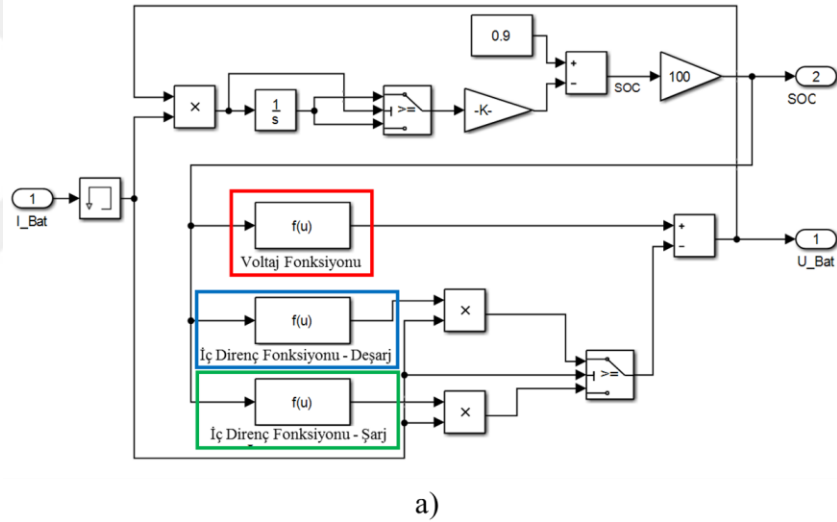 0.9
+
−
SOC
100
2
SOC
×
1
s
>=
-K-
1
I_Bat
f(u)
Voltaj Fonksiyonu
+
−
1
U_Bat
f(u)
İç Direnç Fonksiyonu - Deşarj
×
>=
f(u)
İç Direnç Fonksiyonu - Şarj
×
a)